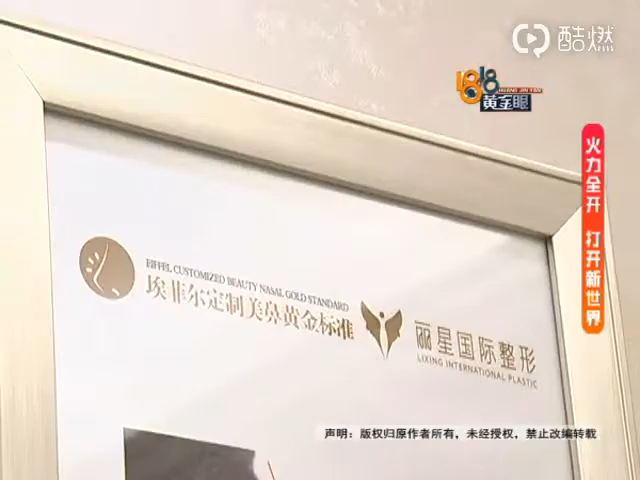 酷燃
1818
HUANG JIN YAN
黄金眼
火力全开 打开新世界
EIFFEL CUSTOMIZED BEAUTY NASAL GOLD STANDARD
埃菲尔定制美鼻黄金标准
丽星国际整形
LIXING INTERNATIONAL PLASTIC
声明：版权归原作者所有，未经授权，禁止改编转载